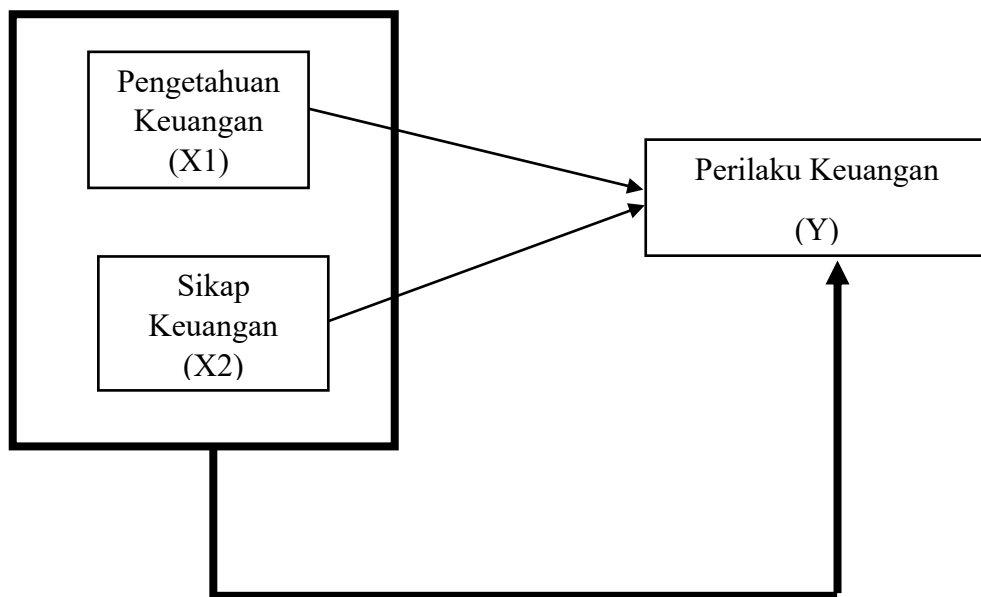 Pengetahuan
Keuangan
(X1)
Perilaku Keuangan
(Y)
Sikap
Keuangan
(X2)